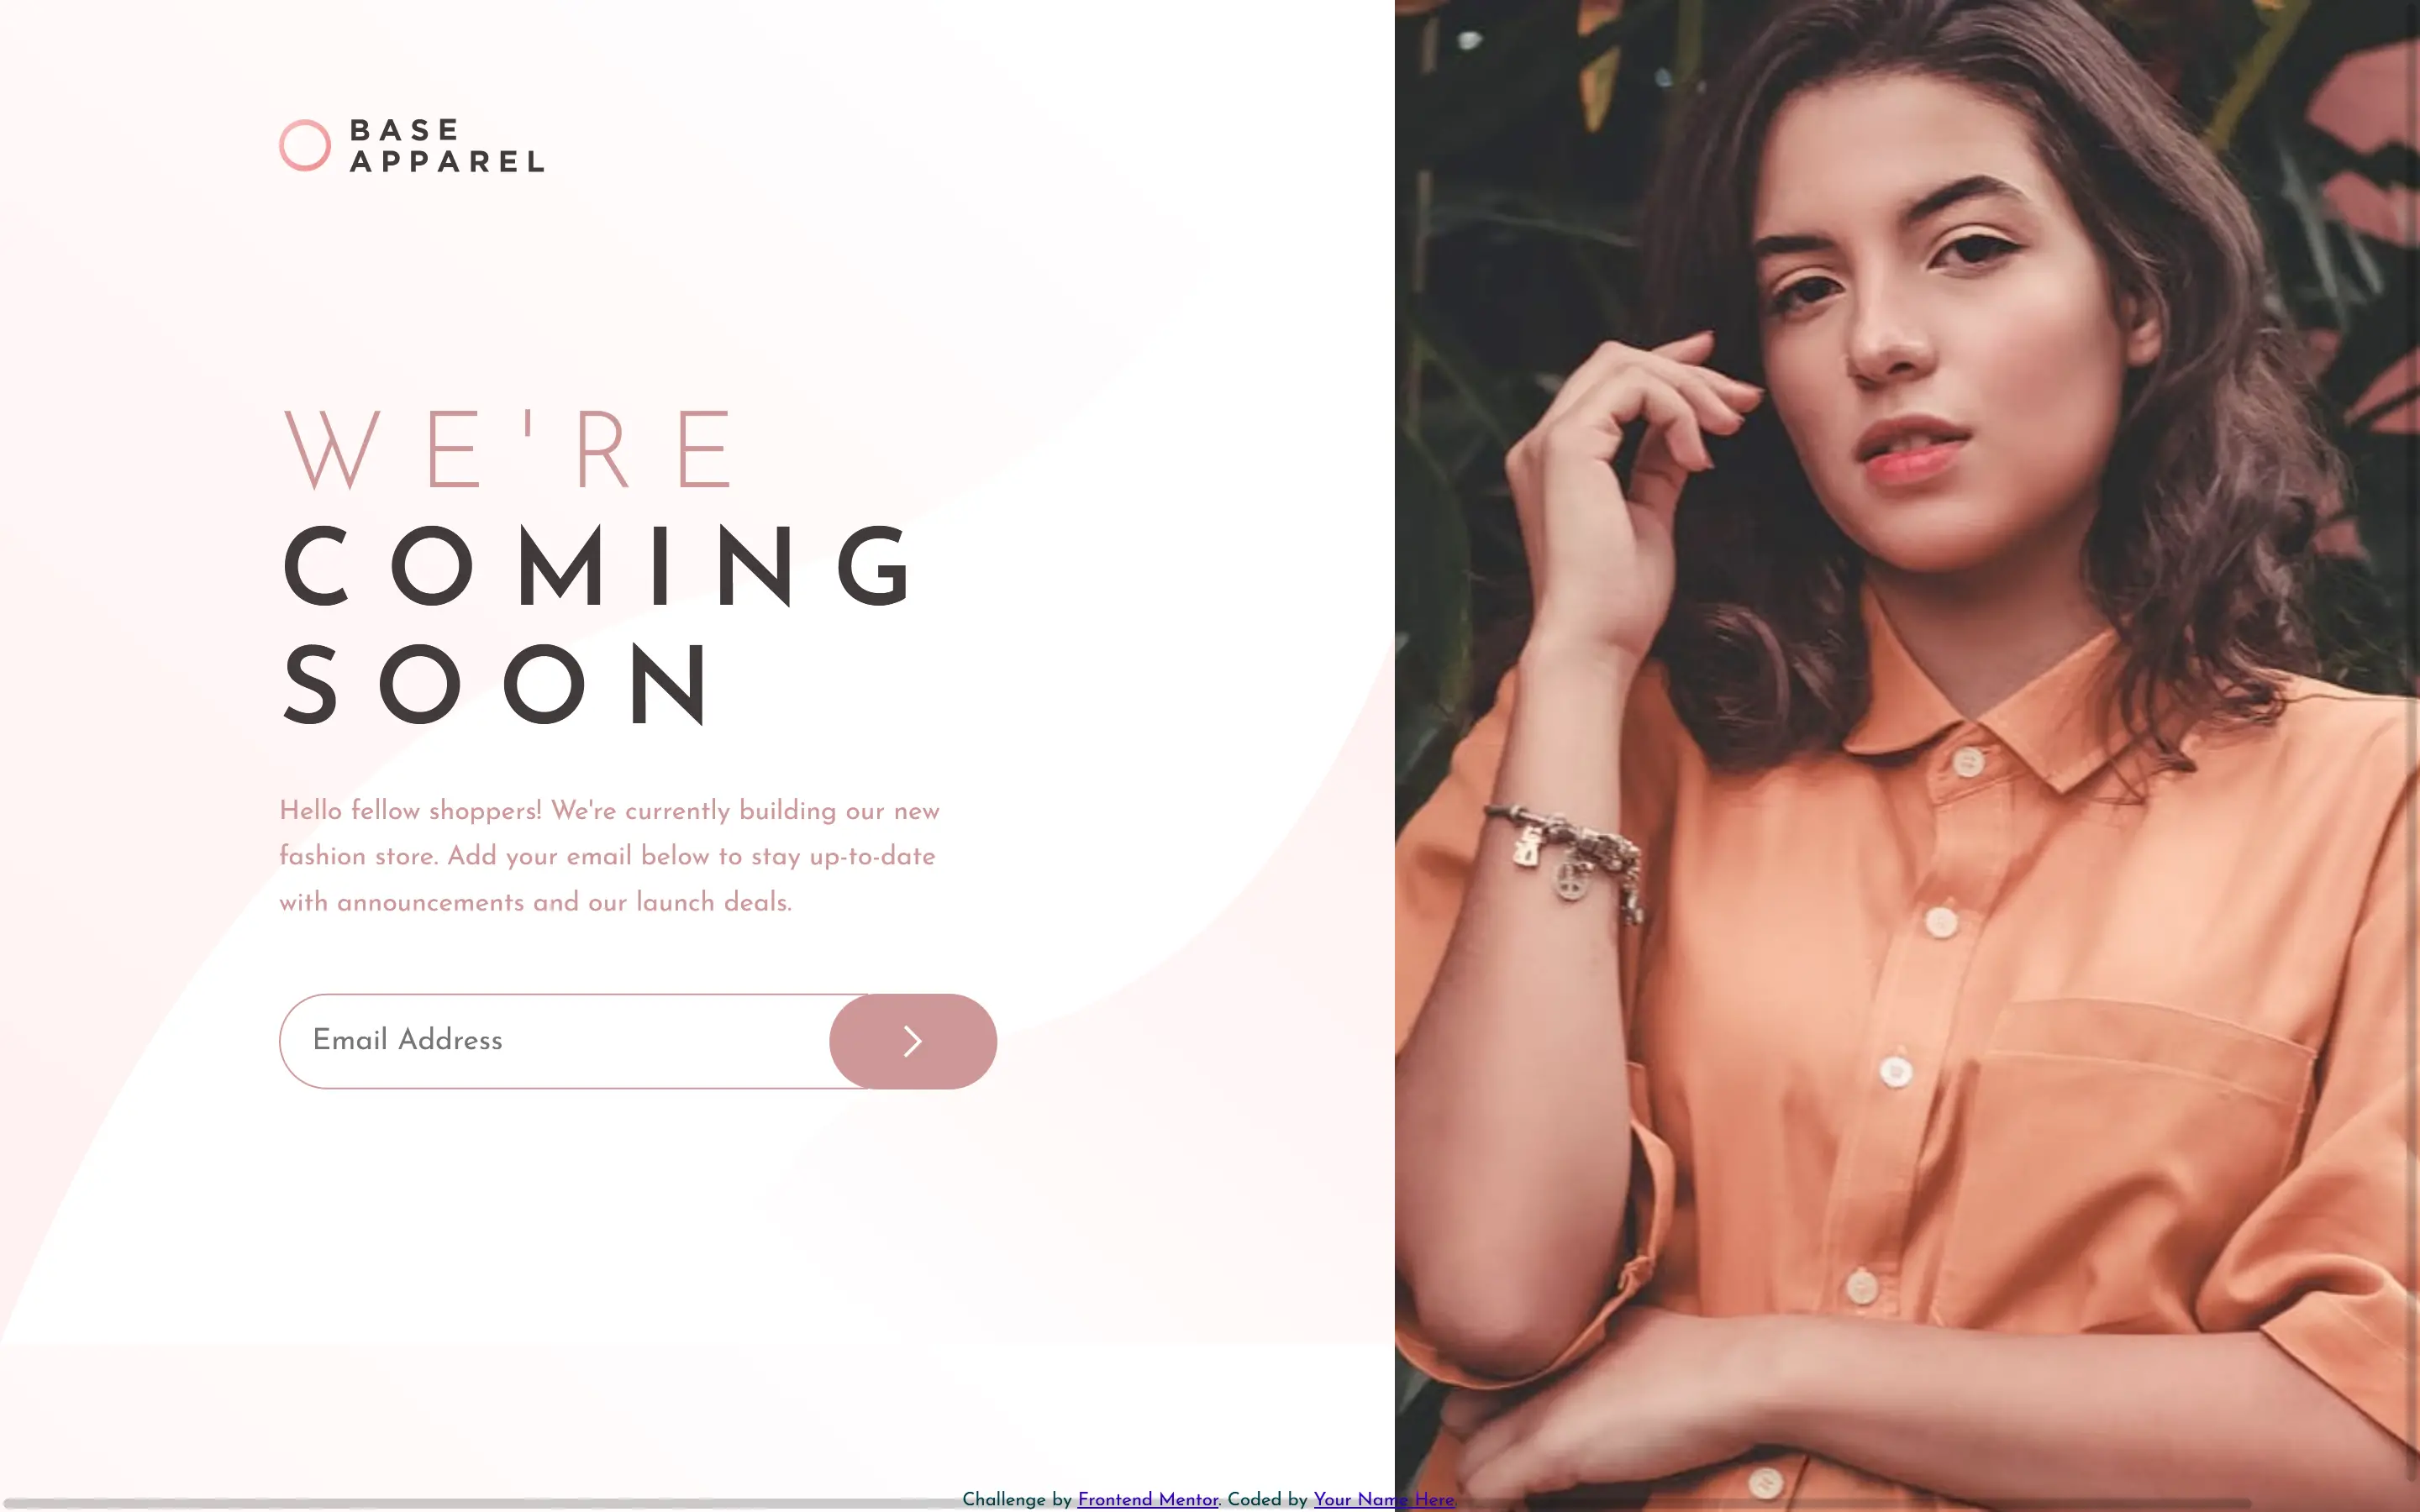 BASE
APPAREL
WE'RE
COMING
SOON
Hello fellow shoppers! We're currently building our new
fashion store. Add your email below to stay up-to-date
with announcements and our launch deals.
Email Address
Challenge by Frontend Mentor. Coded by Your Name Here.